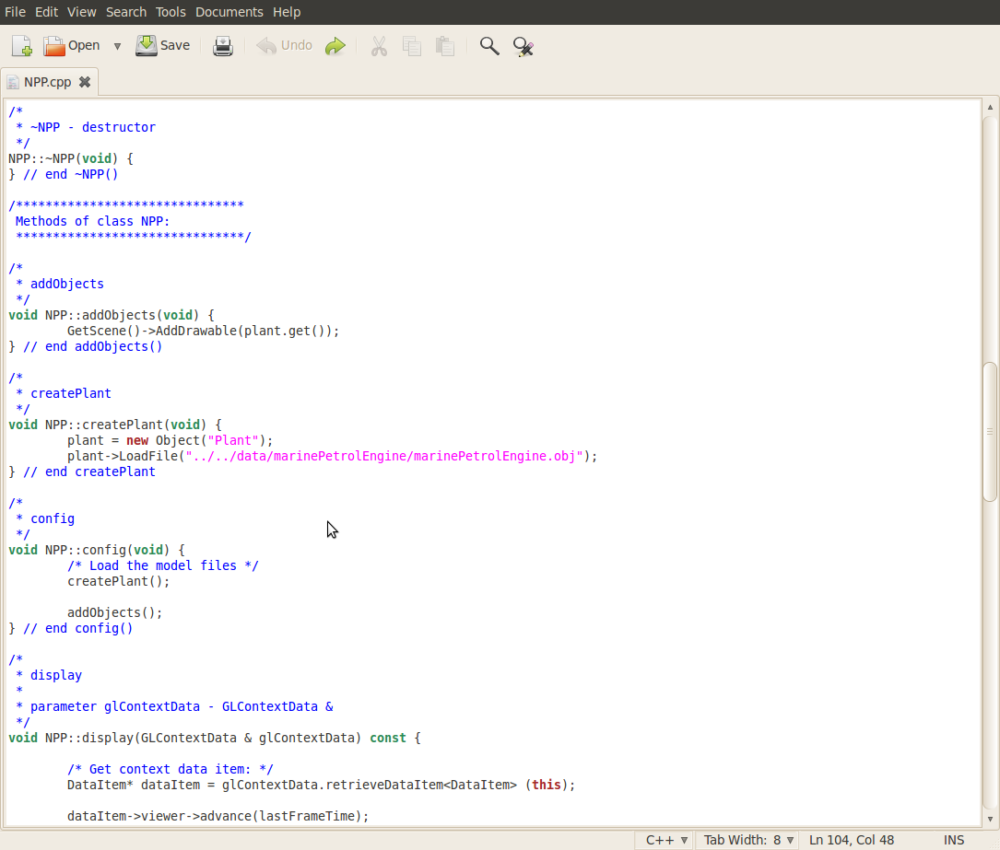 File Edit View Search Tools Documents Help
Open Save Undo
NPP.cpp
/*
 * ~NPP - destructor
 */
NPP::~NPP(void) {
} // end ~NPP()

/*******************************
 Methods of class NPP:
 *******************************/

/*
 * addObjects
 */
void NPP::addObjects(void) {
        GetScene()->AddDrawable(plant.get());
} // end addObjects()

/*
 * createPlant
 */
void NPP::createPlant(void) {
        plant = new Object("Plant");
        plant->LoadFile("../../data/marinePetrolEngine/marinePetrolEngine.obj");
} // end createPlant

/*
 * config
 */
void NPP::config(void) {
        /* Load the model files */
        createPlant();

        addObjects();
} // end config()

/*
 * display
 *
 * parameter glContextData - GLContextData &
 */
void NPP::display(GLContextData & glContextData) const {

        /* Get context data item: */
        DataItem* dataItem = glContextData.retrieveDataItem<DataItem> (this);

        dataItem->viewer->advance(lastFrameTime);
C++ Tab Width: 8 Ln 104, Col 48 INS